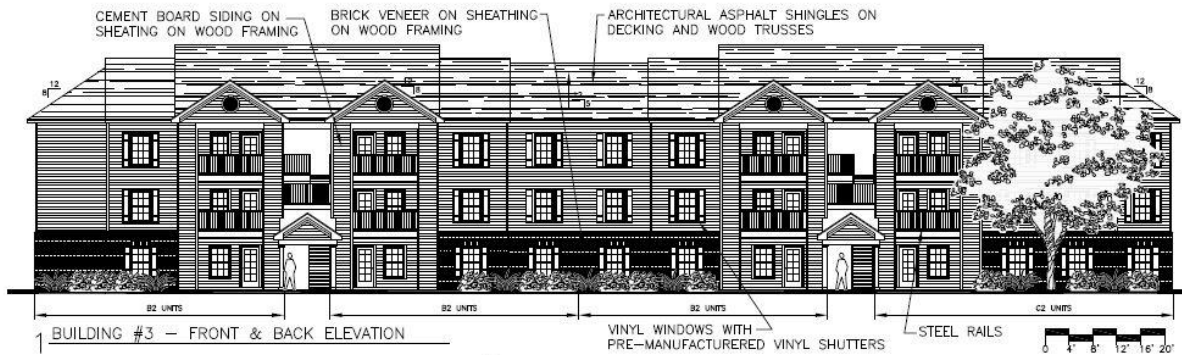 CEMENT BOARD SIDING ON
SHEATING ON WOOD FRAMING
BRICK VENEER ON SHEATHING
ON WOOD FRAMING
ARCHITECTURAL ASPHALT SHINGLES ON
DECKING AND WOOD TRUSSES
12
8
12
8
12
8
12
8
B2 UNITS
B2 UNITS
B2 UNITS
C2 UNITS
1 BUILDING #3 – FRONT & BACK ELEVATION
VINYL WINDOWS WITH
PRE-MANUFACTURERED VINYL SHUTTERS
STEEL RAILS
0 4' 8' 12' 16' 20'